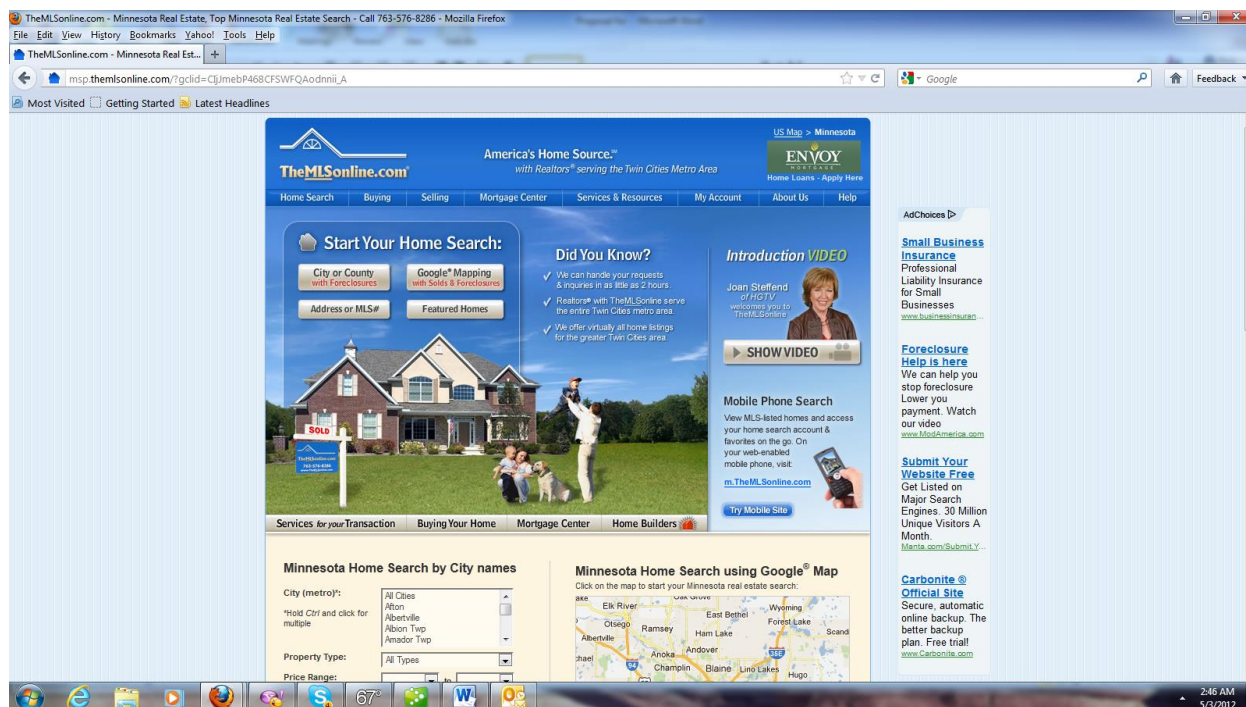 TheMLSonline.com - Minnesota Real Estate, Top Minnesota Real Estate Search - Call 763-576-8286 - Mozilla Firefox
File Edit View History Bookmarks Yahoo! Tools Help
TheMLSonline.com - Minnesota Real Est... +
msp.themlsonline.com/?gclid=CIjJmebP468CFSWFQAodnnii_A
Google
Feedback
Most Visited Getting Started Latest Headlines
US Map > Minnesota
TheMLSonline.com®
America's Home Source.℠
with Realtors® serving the Twin Cities Metro Area
ENVOY
MORTGAGE
Home Loans - Apply Here
Home Search Buying Selling Mortgage Center Services & Resources My Account About Us Help
Start Your Home Search:
City or County
with Foreclosures
Google® Mapping
with Solds & Foreclosures
Address or MLS#
Featured Homes
Did You Know?
We can handle your requests
& inquiries in as little as 2 hours.
Realtors® with TheMLSonline serve
the entire Twin Cities metro area.
We offer virtually all home listings
for the greater Twin Cities area.
Introduction VIDEO
Joan Steffend
of HGTV
welcomes you to
TheMLSonline
SHOW VIDEO
Mobile Phone Search
View MLS-listed homes and access
your home search account &
favorites on the go. On
your web-enabled
mobile phone, visit:
m.TheMLSonline.com
Try Mobile Site
SOLD
TheMLSonline.com
763-576-8286
Services for your Transaction Buying Your Home Mortgage Center Home Builders
Minnesota Home Search by City names
City (metro)*:
*Hold Ctrl and click for
multiple
All Cities
Afton
Albertville
Albion Twp
Amador Twp
Property Type:
All Types
Price Range:
to
Minnesota Home Search using Google® Map
Click on the map to start your Minnesota real estate search:
Oak Grove
Elk River
East Bethel
Wyoming
Otsego
Ramsey
Ham Lake
Forest Lake
Scand
Albertville
Andover
chael
Anoka
94
Champlin
Blaine
Lino Lakes
35E
Hugo
AdChoices
Small Business
Insurance
Professional
Liability Insurance
for Small
Businesses
www.businessinsuran...
Foreclosure
Help is here
We can help you
stop foreclosure
Lower you
payment. Watch
our video
www.ModAmerica.com
Submit Your
Website Free
Get Listed on
Major Search
Engines. 30 Million
Unique Visitors A
Month.
Manta.com/Submit.Y...
Carbonite ®
Official Site
Secure, automatic
online backup. The
better backup
plan. Free trial!
www.Carbonite.com
67°
2:46 AM
5/3/2012